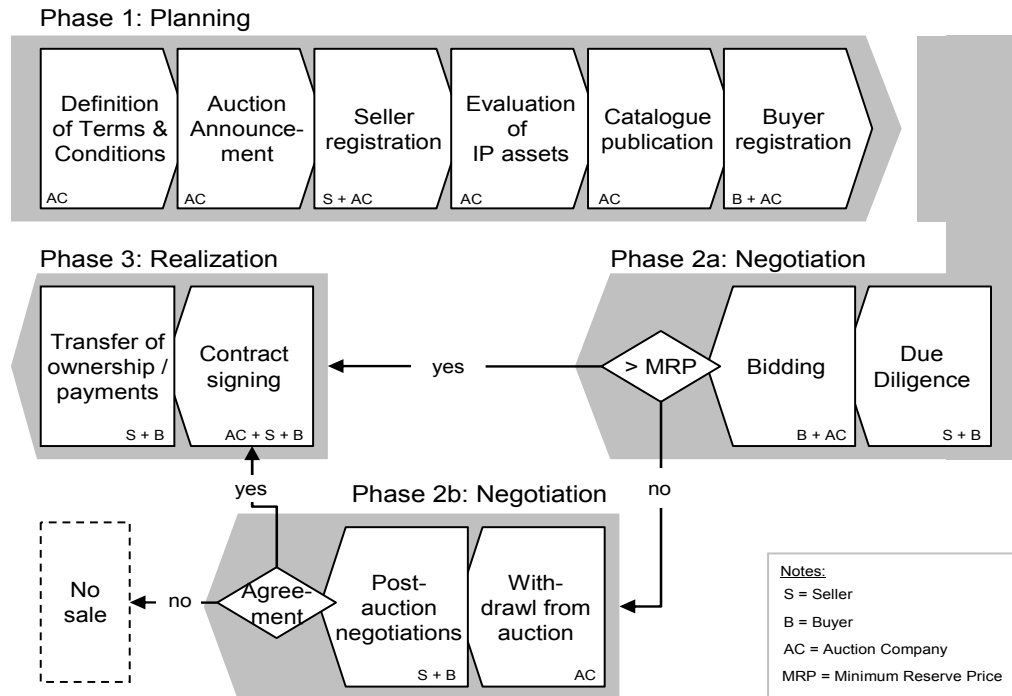 Phase 1: Planning
Definition
of Terms &
Conditions
AC
Auction
Announce-
ment
AC
Seller
registration
S + AC
Evaluation
of
IP assets
AC
Catalogue
publication
AC
Buyer
registration
B + AC
Phase 2a: Negotiation
Due
Diligence
S + B
Bidding
B + AC
> MRP
yes
no
Phase 3: Realization
Contract
signing
AC + S + B
Transfer of
ownership /
payments
S + B
Phase 2b: Negotiation
With-
drawl from
auction
AC
Post-
auction
negotiations
S + B
Agree-
ment
yes
no
No
sale
Notes:
S = Seller
B = Buyer
AC = Auction Company
MRP = Minimum Reserve Price